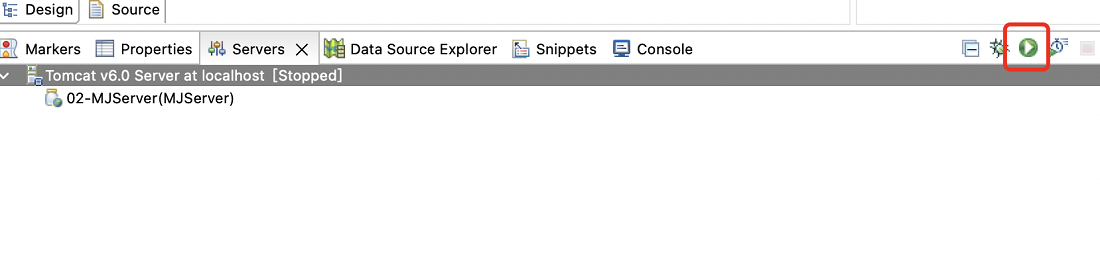 Design Source
Markers Properties Servers Data Source Explorer Snippets Console
Tomcat v6.0 Server at localhost [Stopped]
02-MJServer(MJServer)